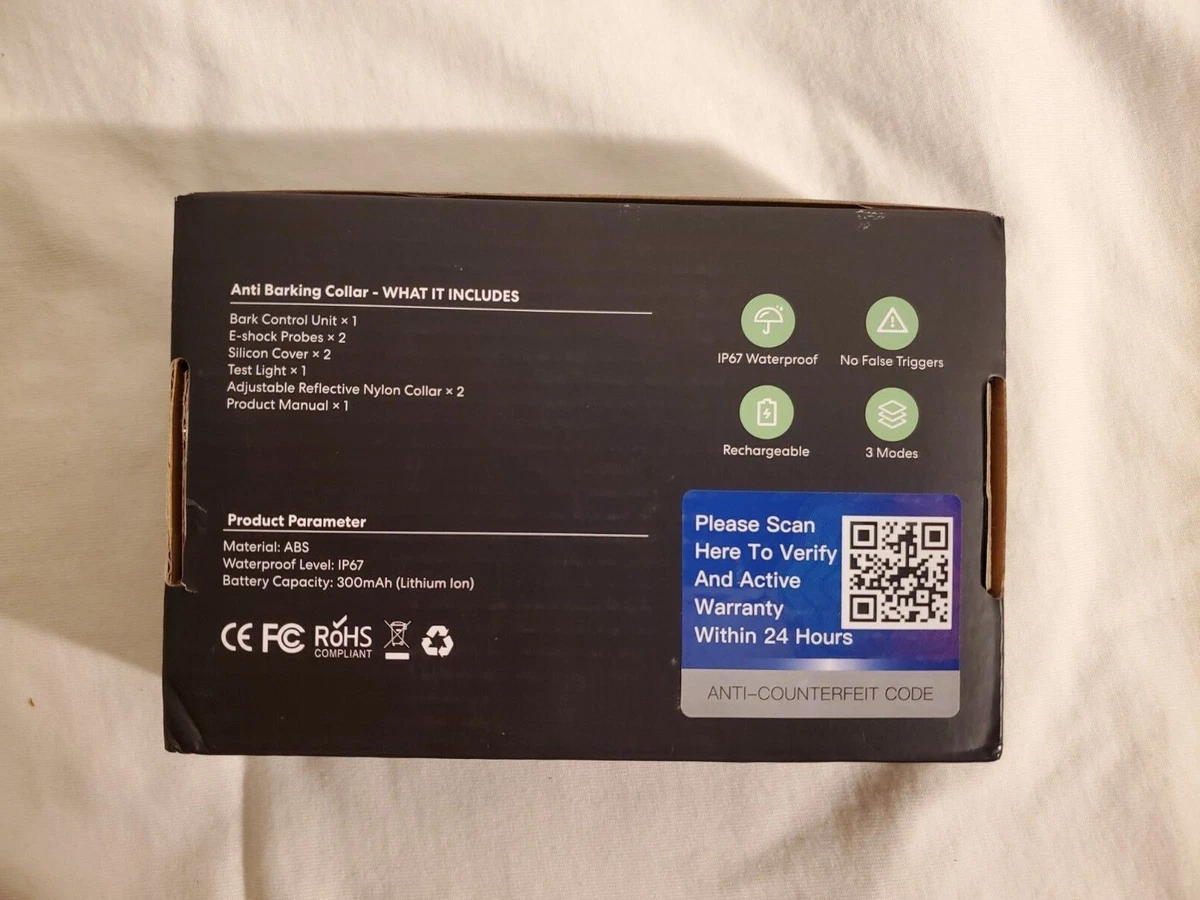 Anti Barking Collar - WHAT IT INCLUDES
Bark Control Unit × 1
E-shock Probes × 2
Silicon Cover × 2
Test Light × 1
Adjustable Reflective Nylon Collar × 2
Product Manual × 1
IP67 Waterproof
No False Triggers
Rechargeable
3 Modes
Product Parameter
Material: ABS
Waterproof Level: IP67
Battery Capacity: 300mAh (Lithium Ion)
CE FC RoHS
COMPLIANT
Please Scan
Here To Verify
And Active
Warranty
Within 24 Hours
ANTI-COUNTERFEIT CODE